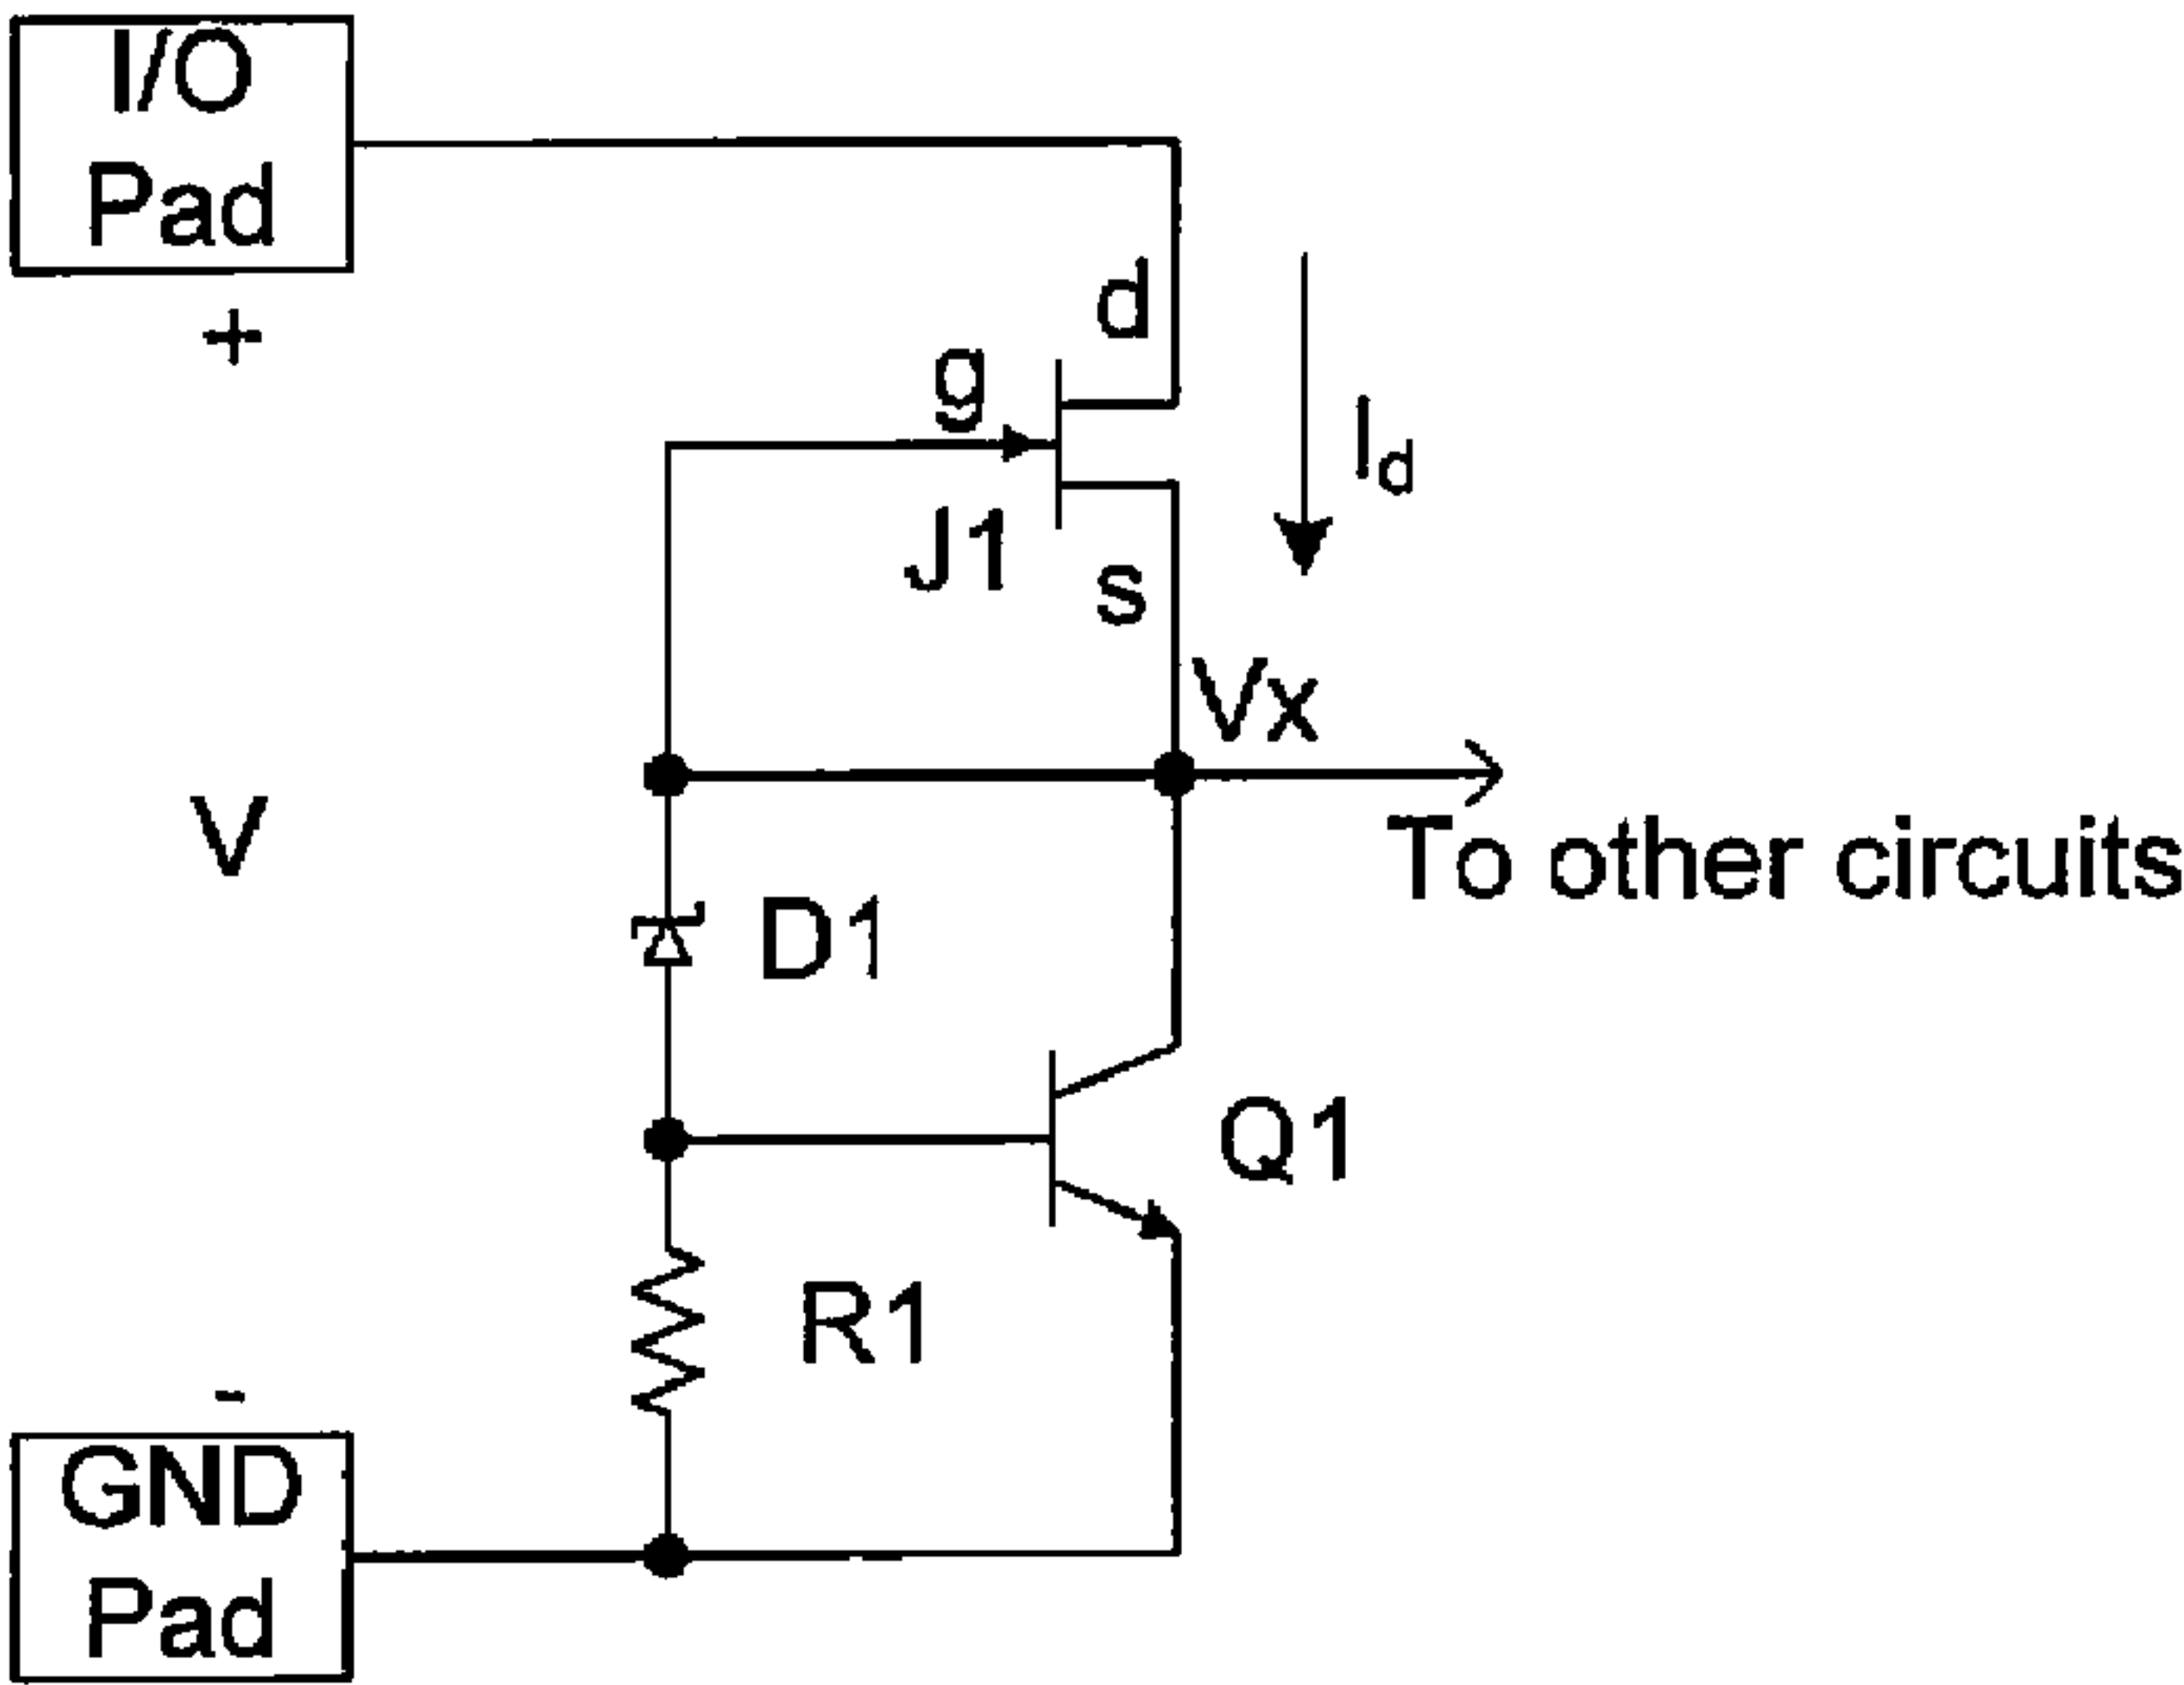 I/O
Pad
+
d
g
Id
J1
s
Vx
V
To other circuits
D1
Q1
R1
-
GND
Pad